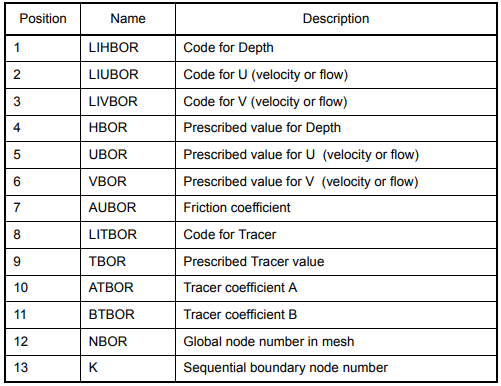 Position Name Description
1 LIHBOR Code for Depth
2 LIUBOR Code for U (velocity or flow)
3 LIVBOR Code for V (velocity or flow)
4 HBOR Prescribed value for Depth
5 UBOR Prescribed value for U (velocity or flow)
6 VBOR Prescribed value for V (velocity or flow)
7 AUBOR Friction coefficient
8 LITBOR Code for Tracer
9 TBOR Prescribed Tracer value
10 ATBOR Tracer coefficient A
11 BTBOR Tracer coefficient B
12 NBOR Global node number in mesh
13 K Sequential boundary node number